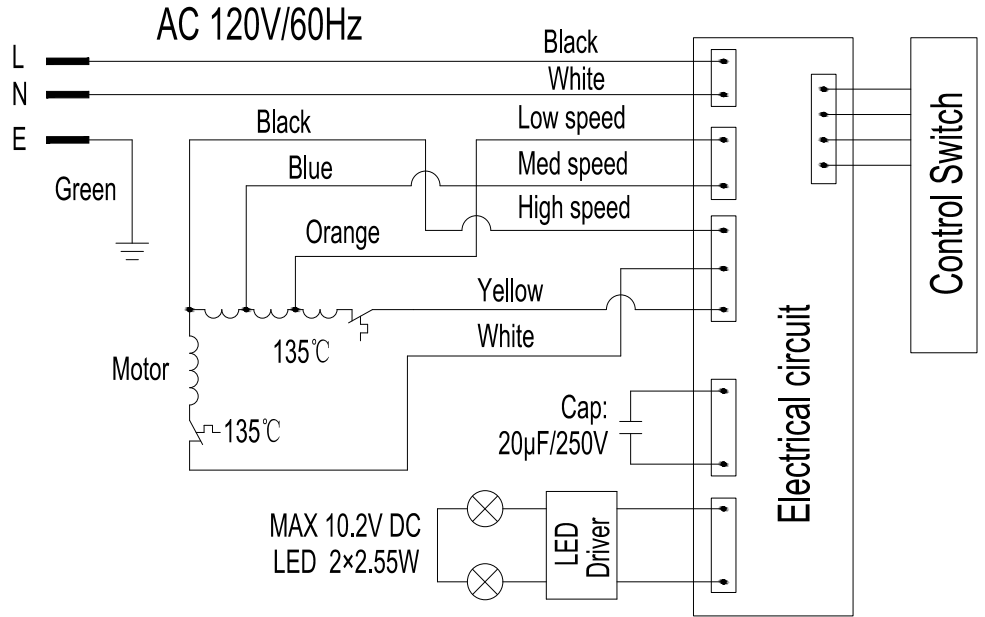 AC 120V/60Hz
L
N
E
Green
Black
White
Black
Low speed
Blue
Med speed
Orange
High speed
Yellow
White
135℃
Motor
135℃
Cap:
20μF/250V
MAX 10.2V DC
LED 2×2.55W
LED
Driver
Electrical circuit
Control Switch